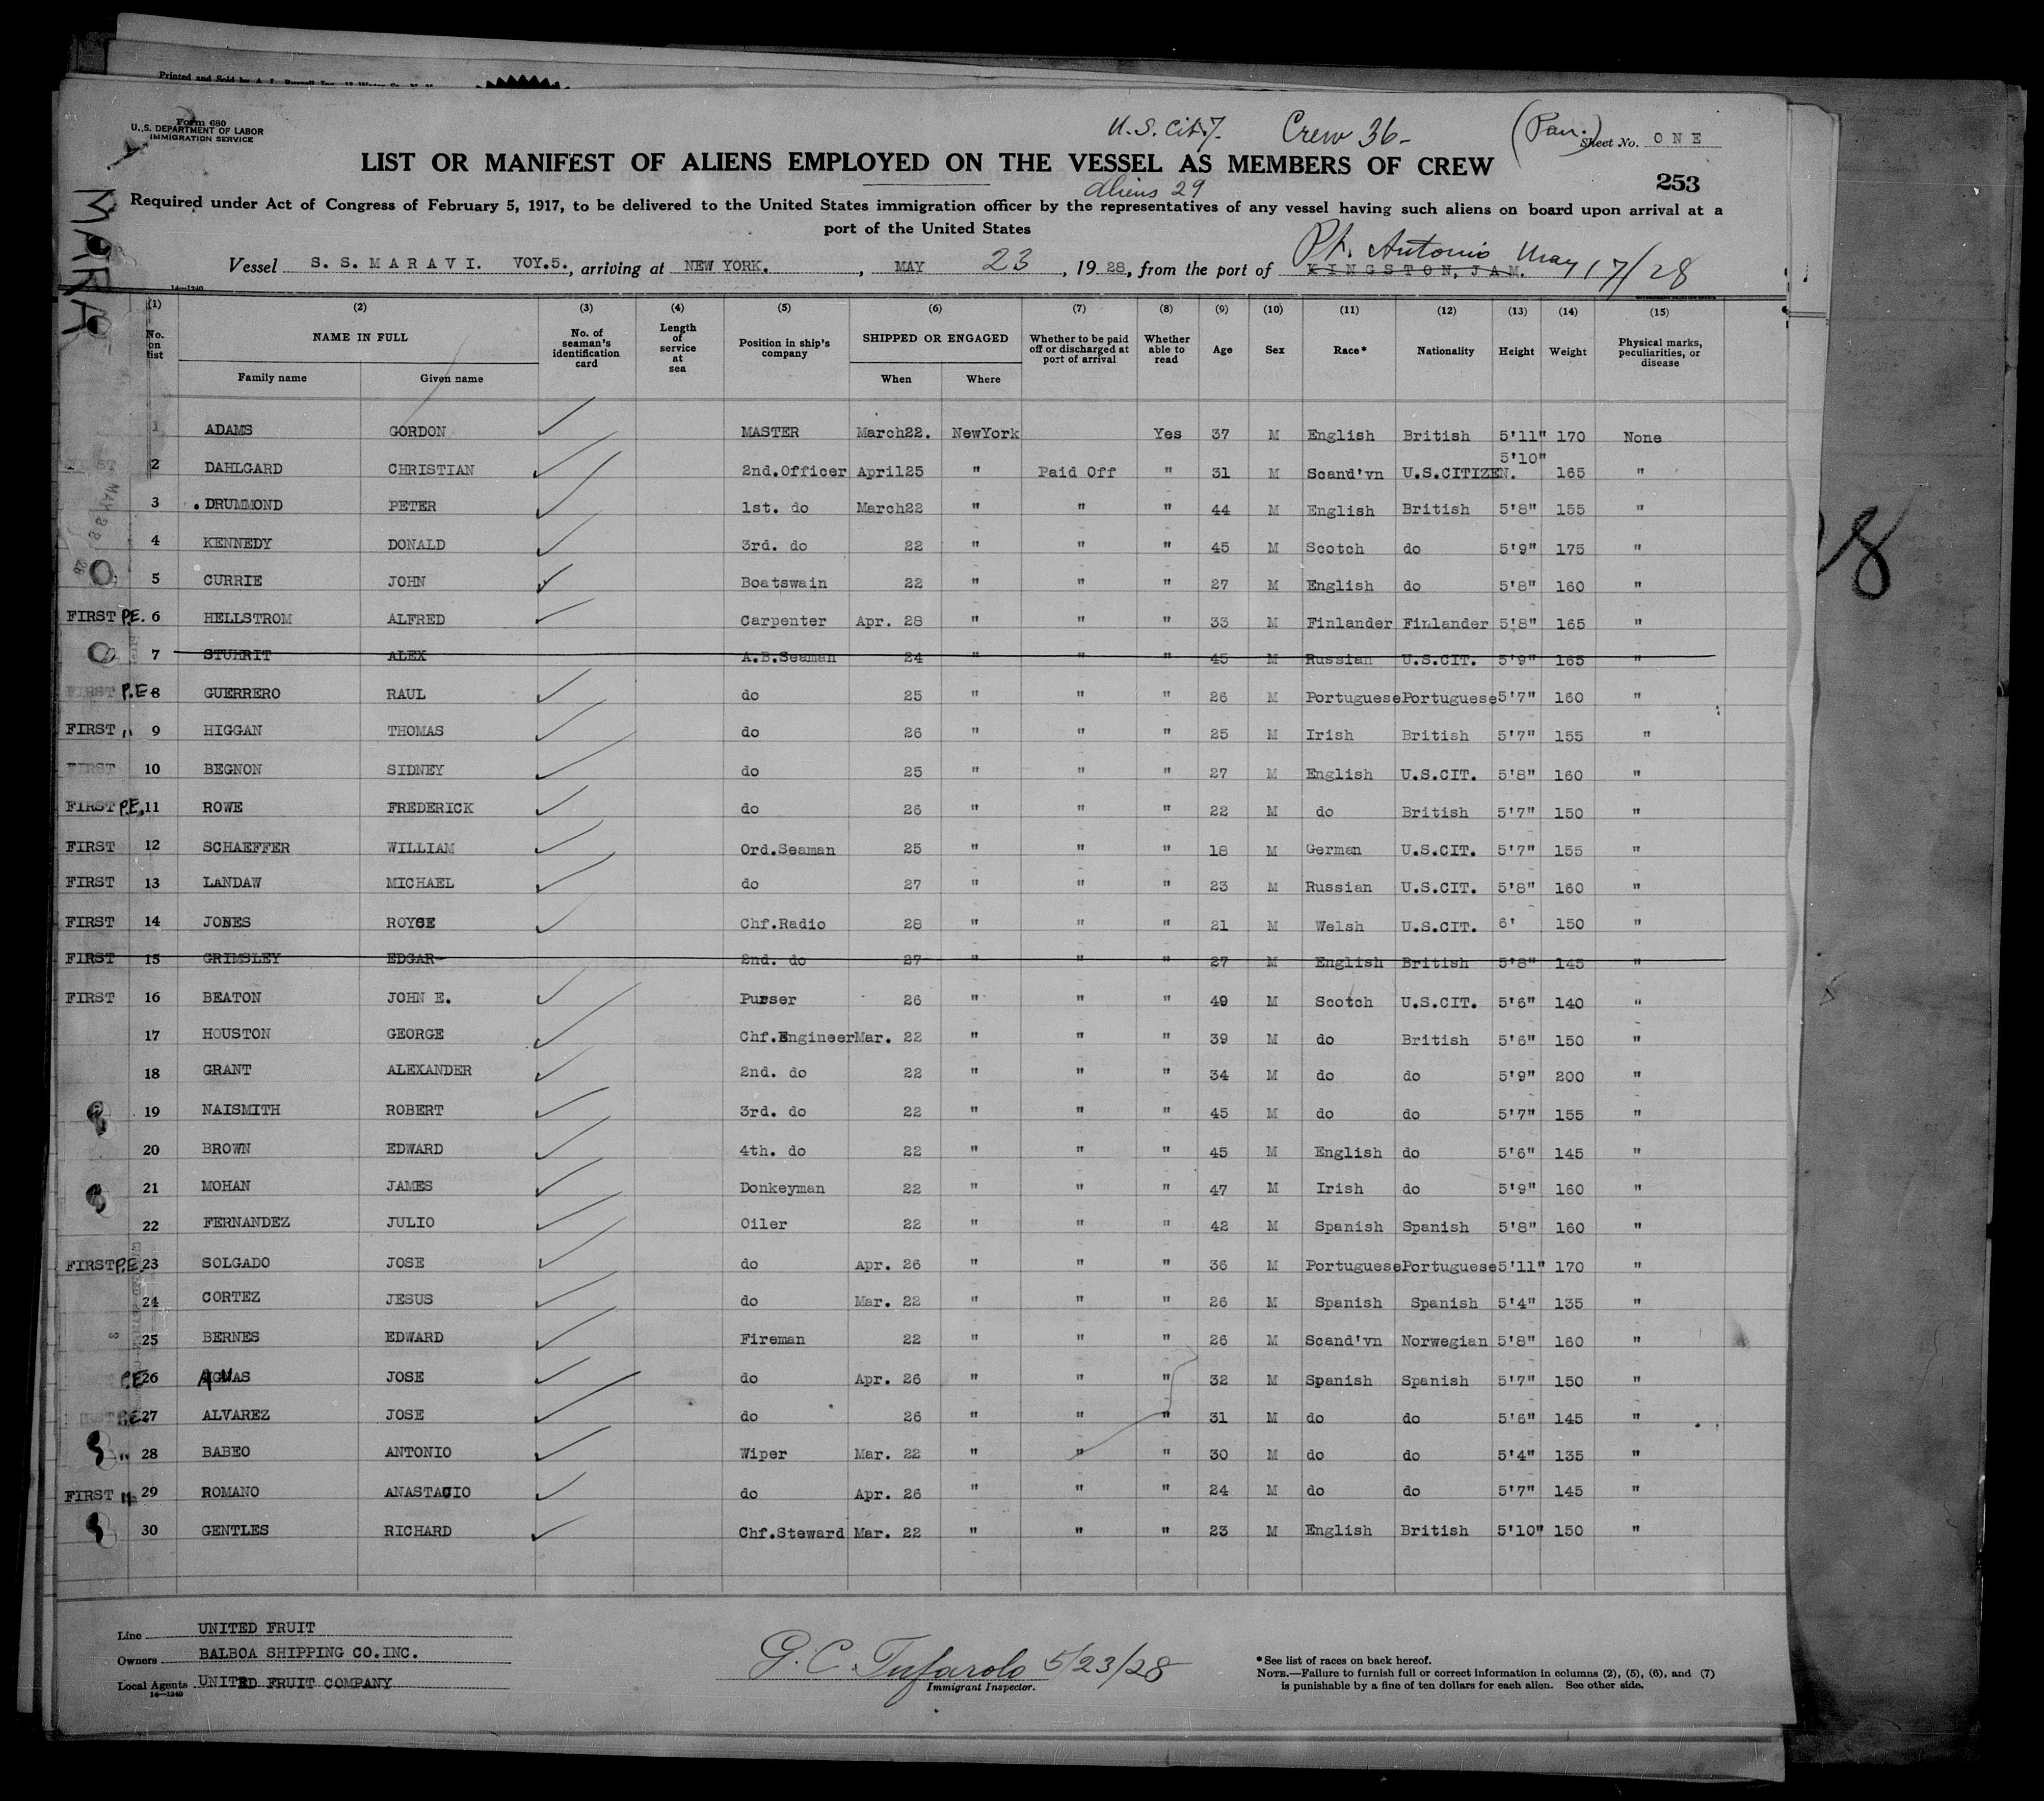 Printed and Sold by
Form 680
U. S. DEPARTMENT OF LABOR
IMMIGRATION SERVICE
U.S. Cit. 7. Crew 36- (Pan.)
Sheet No. ONE
LIST OR MANIFEST OF ALIENS EMPLOYED ON THE VESSEL AS MEMBERS OF CREW
Aliens 29
253
Required under Act of Congress of February 5, 1917, to be delivered to the United States immigration officer by the representatives of any vessel having such aliens on board upon arrival at a
port of the United States
Pt. Antonio May 17/28
Vessel S. S. MARAVI. VOY.5., arriving at NEW YORK., MAY 23, 1928, from the port of KINGSTON, JAM.
MARA
14—1240
(1) (2) (3) (4) (5) (6) (7) (8) (9) (10) (11) (12) (13) (14) (15)
No. on list NAME IN FULL No. of seaman's identification card Length of service at sea Position in ship's company SHIPPED OR ENGAGED Whether to be paid off or discharged at port of arrival Whether able to read Age Sex Race* Nationality Height Weight Physical marks, peculiarities, or disease
Family name Given name When Where
1 ADAMS GORDON MASTER March22. NewYork Yes 37 M English British 5'11" 170 None
2 DAHLGARD CHRISTIAN 2nd.Officer April25 " Paid Off " 31 M Scand'vn U.S.CITIZEN. 5'10" 165 "
3 DRUMMOND PETER 1st. do March22 " " " 44 M English British 5'8" 155 "
4 KENNEDY DONALD 3rd. do 22 " " " 45 M Scotch do 5'9" 175 "
5 CURRIE JOHN Boatswain 22 " " " 27 M English do 5'8" 160 "
FIRST P.E. 6 HELLSTROM ALFRED Carpenter Apr. 28 " " " 33 M Finlander Finlander 5'8" 165 "
7 STUHRIT ALEX A.B.Seaman 24 " " " 45 M Russian U.S.CIT. 5'9" 165 "
FIRST P.E. 8 GUERRERO RAUL do 25 " " " 26 M Portuguese Portuguese 5'7" 160 "
FIRST " 9 HIGGAN THOMAS do 26 " " " 25 M Irish British 5'7" 155 "
FIRST 10 BEGNON SIDNEY do 25 " " " 27 M English U.S.CIT. 5'8" 160 "
FIRST P.E. 11 ROWE FREDERICK do 26 " " " 22 M do British 5'7" 150 "
FIRST 12 SCHAEFFER WILLIAM Ord.Seaman 25 " " " 18 M German U.S.CIT. 5'7" 155 "
FIRST 13 LANDAW MICHAEL do 27 " " " 23 M Russian U.S.CIT. 5'8" 160 "
FIRST 14 JONES ROYCE Chf.Radio 28 " " " 21 M Welsh U.S.CIT. 6' 150 "
FIRST 15 GRIMSLEY EDGAR 2nd. do 27 " " " 27 M English British 5'8" 145 "
FIRST 16 BEATON JOHN E. Purser 26 " " " 49 M Scotch U.S.CIT. 5'6" 140 "
17 HOUSTON GEORGE Chf.Engineer Mar. 22 " " " 39 M do British 5'6" 150 "
18 GRANT ALEXANDER 2nd. do 22 " " " 34 M do do 5'9" 200 "
19 NAISMITH ROBERT 3rd. do 22 " " " 45 M do do 5'7" 155 "
20 BROWN EDWARD 4th. do 22 " " " 45 M English do 5'6" 145 "
21 MOHAN JAMES Donkeyman 22 " " " 47 M Irish do 5'9" 160 "
22 FERNANDEZ JULIO Oiler 22 " " " 42 M Spanish Spanish 5'8" 160 "
FIRST P.E. 23 SOLGADO JOSE do Apr. 26 " " " 36 M Portuguese Portuguese 5'11" 170 "
24 CORTEZ JESUS do Mar. 22 " " " 26 M Spanish Spanish 5'4" 135 "
25 BERNES EDWARD Fireman 22 " " " 26 M Scand'vn Norwegian 5'8" 160 "
P.E. 26 JOSE do Apr. 26 " " " 32 M Spanish Spanish 5'7" 150 "
P.E. 27 ALVAREZ JOSE do 26 " " " 31 M do do 5'6" 145 "
" 28 BABEO ANTONIO Wiper Mar. 22 " " " 30 M do do 5'4" 135 "
FIRST " 29 ROMANO ANASTACIO do Apr. 26 " " " 24 M do do 5'7" 145 "
30 GENTLES RICHARD Chf.Steward Mar. 22 " " " 23 M English British 5'10" 150 "
Line UNITED FRUIT
Owners BALBOA SHIPPING CO.INC.
Local Agents UNITED FRUIT COMPANY
14—1240
G. C. Tufarolo 5/23/28
Immigrant Inspector.
* See list of races on back hereof.
NOTE.—Failure to furnish full or correct information in columns (2), (5), (6), and (7)
is punishable by a fine of ten dollars for each alien. See other side.